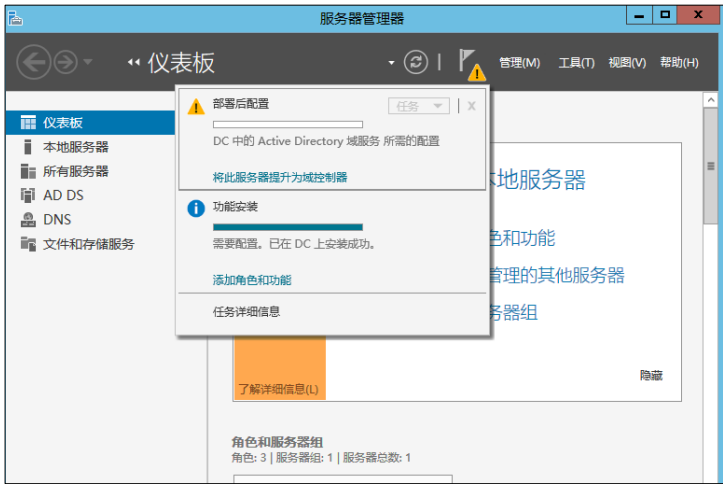 服务器管理器
仪表板
管理(M) 工具(T) 视图(V) 帮助(H)
仪表板
本地服务器
所有服务器
AD DS
DNS
文件和存储服务
部署后配置
任务
DC 中的 Active Directory 域服务 所需的配置
将此服务器提升为域控制器
功能安装
需要配置。已在 DC 上安装成功。
添加角色和功能
任务详细信息
地服务器
色和功能
管理的其他服务器
务器组
了解详细信息(L)
隐藏
角色和服务器组
角色: 3 | 服务器组: 1 | 服务器总数: 1